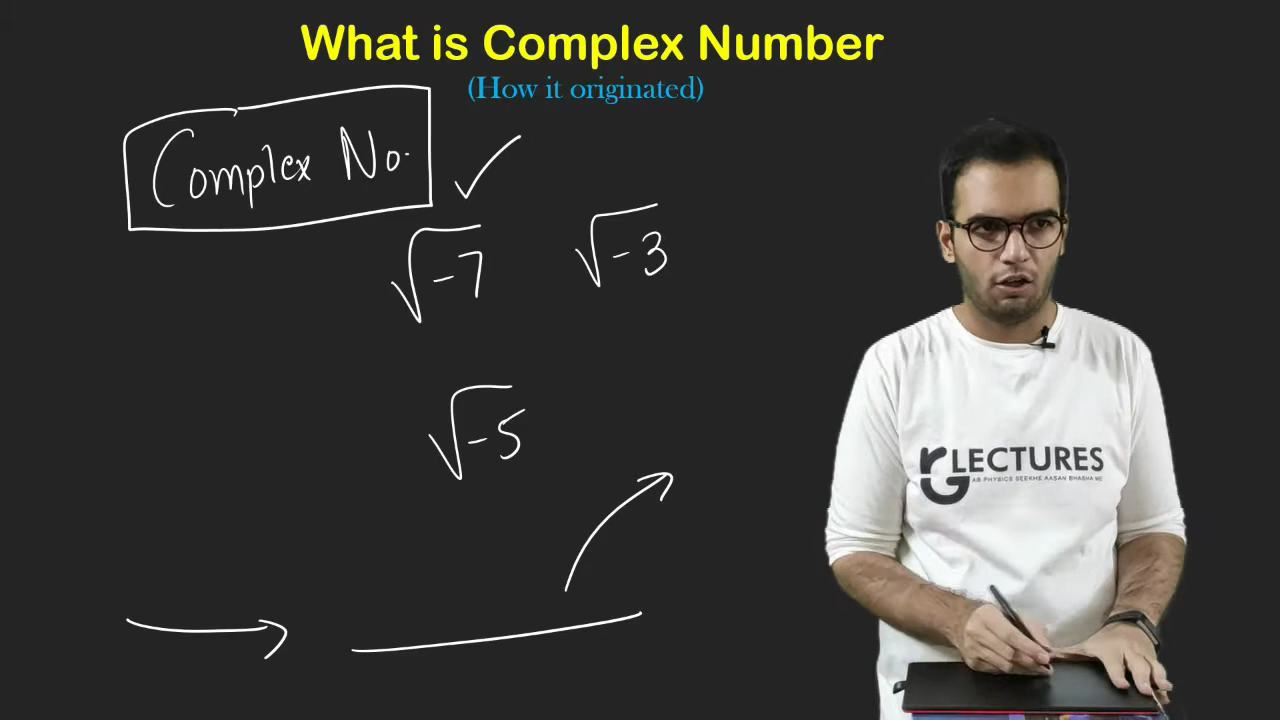 What is Complex Number
(How it originated)
Complex No.
√-7 √-3
√-5
rG LECTURES
AB PHYSICS SEEKHE AASAN BHASHA ME